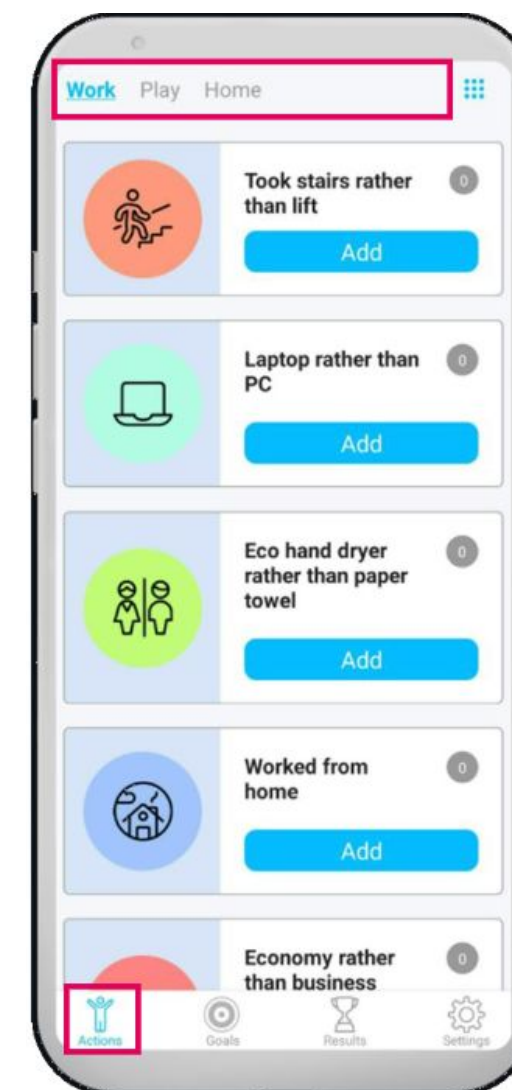 Work Play Home
Took stairs rather
than lift
0
Add
Laptop rather than
PC
0
Add
Eco hand dryer
rather than paper
towel
0
Add
Worked from
home
0
Add
Economy rather
than business
0
Actions Goals Results Settings